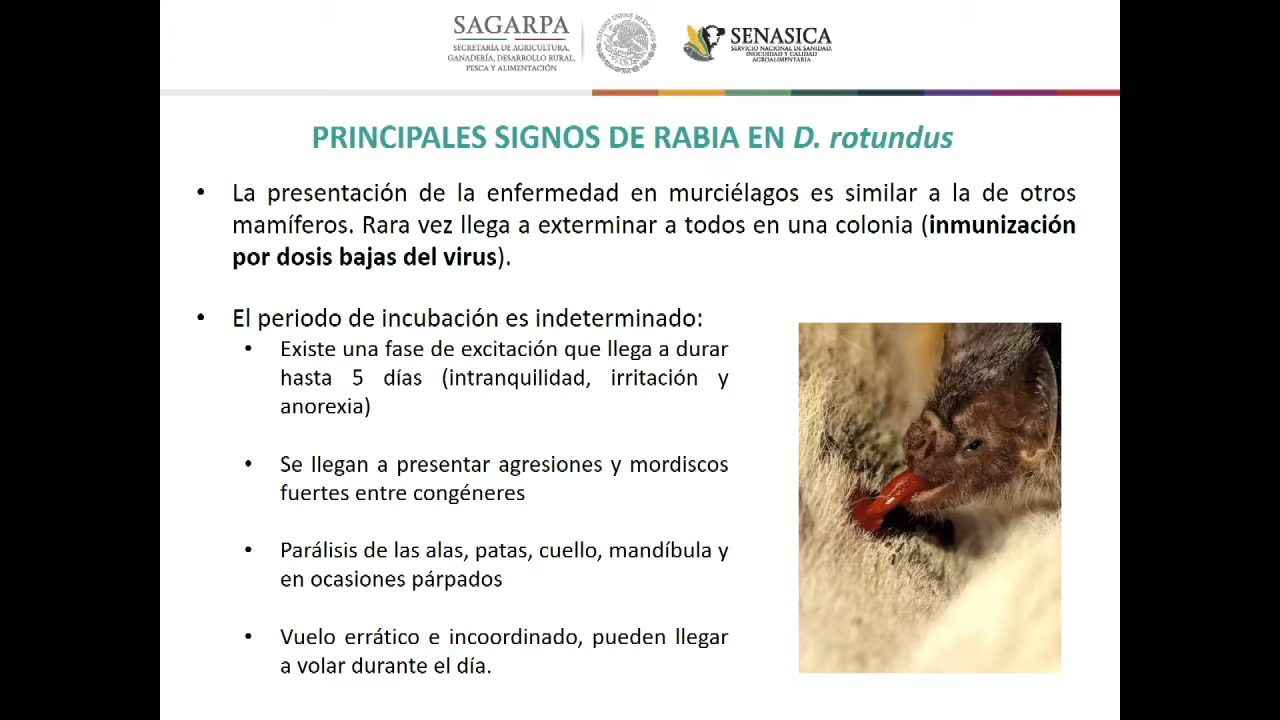 SAGARPA
SECRETARÍA DE AGRICULTURA,
GANADERÍA, DESARROLLO RURAL,
PESCA Y ALIMENTACIÓN
ESTADOS UNIDOS MEXICANOS
SENASICA
SERVICIO NACIONAL DE SANIDAD,
INOCUIDAD Y CALIDAD
AGROALIMENTARIA
PRINCIPALES SIGNOS DE RABIA EN D. rotundus
• La presentación de la enfermedad en murciélagos es similar a la de otros
mamíferos. Rara vez llega a exterminar a todos en una colonia (inmunización
por dosis bajas del virus).
• El periodo de incubación es indeterminado:
• Existe una fase de excitación que llega a durar
hasta 5 días (intranquilidad, irritación y
anorexia)
• Se llegan a presentar agresiones y mordiscos
fuertes entre congéneres
• Parálisis de las alas, patas, cuello, mandíbula y
en ocasiones párpados
• Vuelo errático e incoordinado, pueden llegar
a volar durante el día.